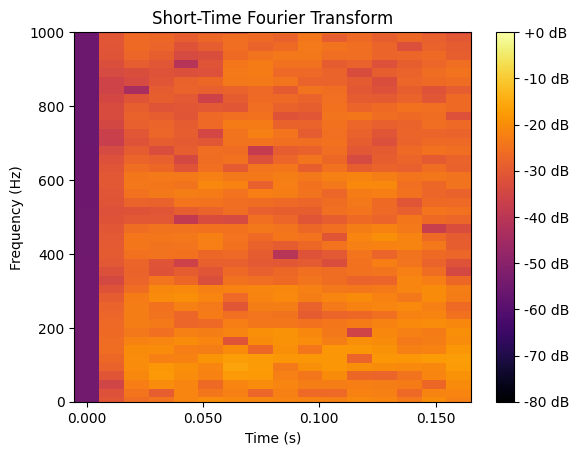 Short-Time Fourier Transform
1000
800
600
400
200
0
Frequency (Hz)
0.000
0.050
0.100
0.150
Time (s)
+0 dB
-10 dB
-20 dB
-30 dB
-40 dB
-50 dB
-60 dB
-70 dB
-80 dB